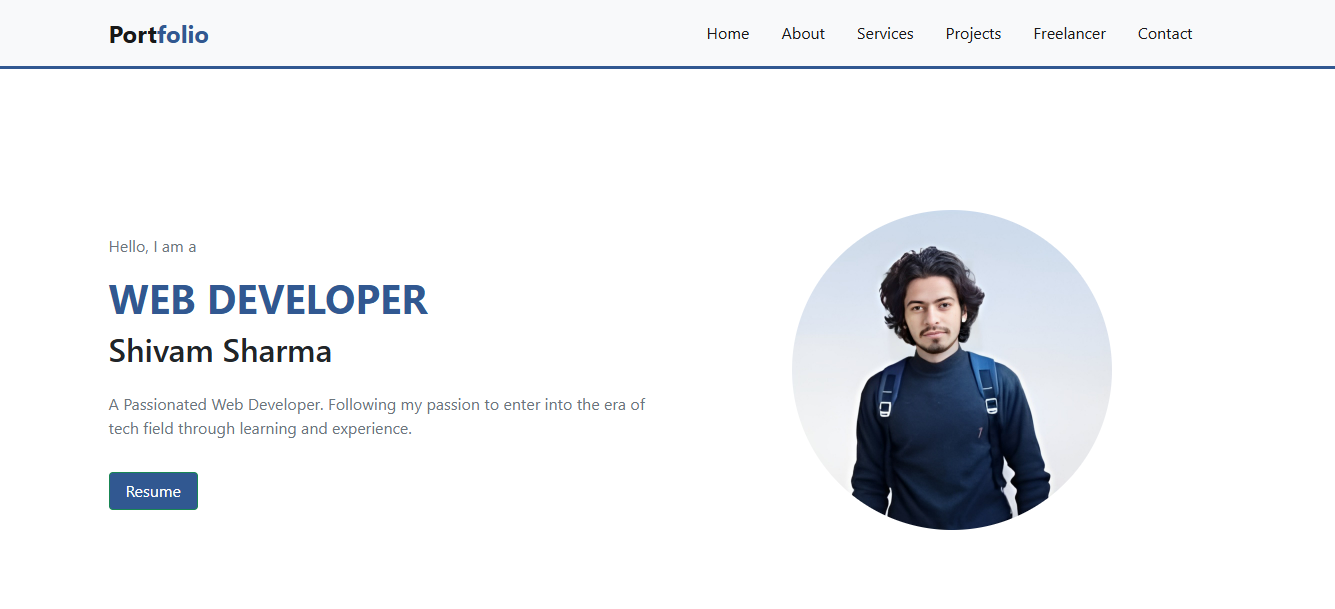 Portfolio
Home About Services Projects Freelancer Contact
Hello, I am a
WEB DEVELOPER
Shivam Sharma
A Passionated Web Developer. Following my passion to enter into the era of
tech field through learning and experience.
Resume